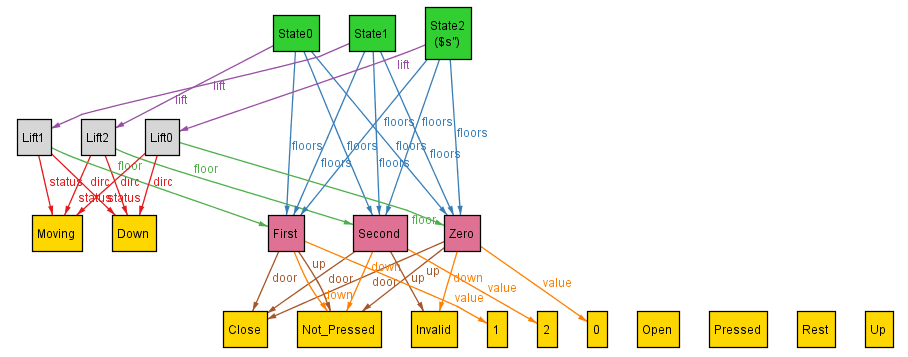 State0
State1
State2
($s")
lift
lift
lift
Lift1
Lift2
Lift0
floors
floors
floors
floors
floors
floors
floors
floors
floors
status
dirc
dirc
dirc
status
status
floor
floor
floor
Moving
Down
First
Second
Zero
door
up
down
door
down
door
up
up
down
value
value
value
Close
Not_Pressed
Invalid
1
2
0
Open
Pressed
Rest
Up